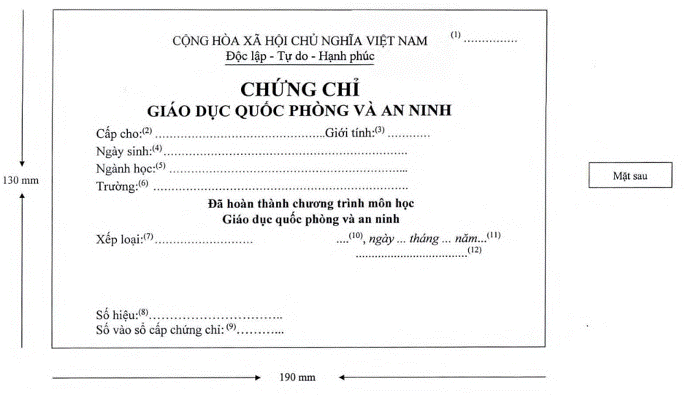 CỘNG HÒA XÃ HỘI CHỦ NGHĨA VIỆT NAM (1) ...............
Độc lập - Tự do - Hạnh phúc
CHỨNG CHỈ
GIÁO DỤC QUỐC PHÒNG VÀ AN NINH
Cấp cho:(2) ................................................Giới tính:(3) ............
Ngày sinh:(4)..................................................................
Ngành học:(5) .................................................................
Trường:(6) ....................................................................
130 mm
Mặt sau
Đã hoàn thành chương trình môn học
Giáo dục quốc phòng và an ninh
Xếp loại:(7)........................... ....(10), ngày ... tháng ... năm...(11)
..................................(12)
Số hiệu:(8).....................................
Số vào sổ cấp chứng chỉ: (9)............
190 mm